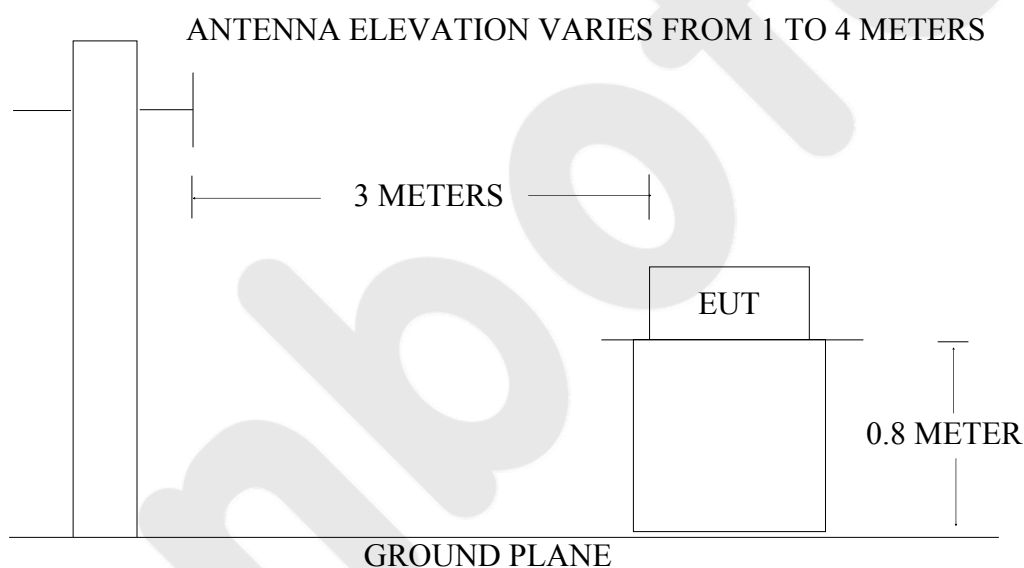 ANTENNA ELEVATION VARIES FROM 1 TO 4 METERS
3 METERS
EUT
0.8 METER
GROUND PLANE